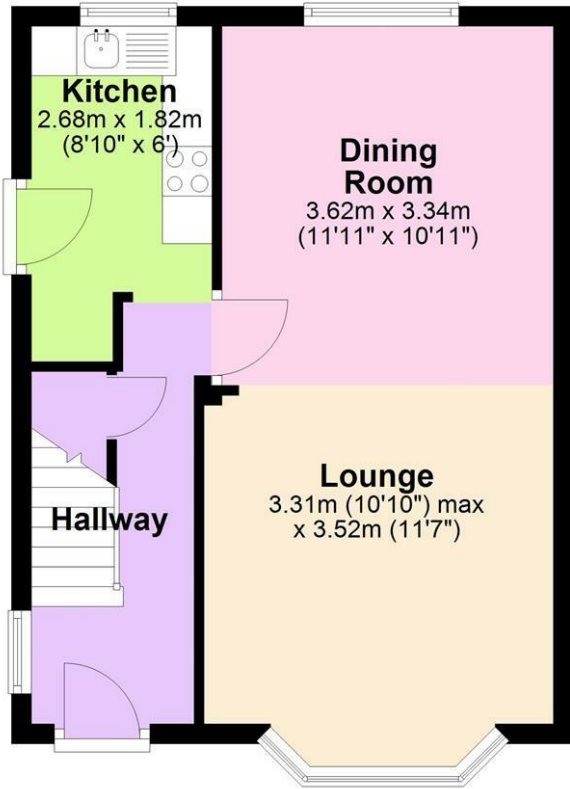 Kitchen
2.68m x 1.82m
(8'10" x 6')
Dining
Room
3.62m x 3.34m
(11'11" x 10'11")
Lounge
3.31m (10'10") max
x 3.52m (11'7")
Hallway